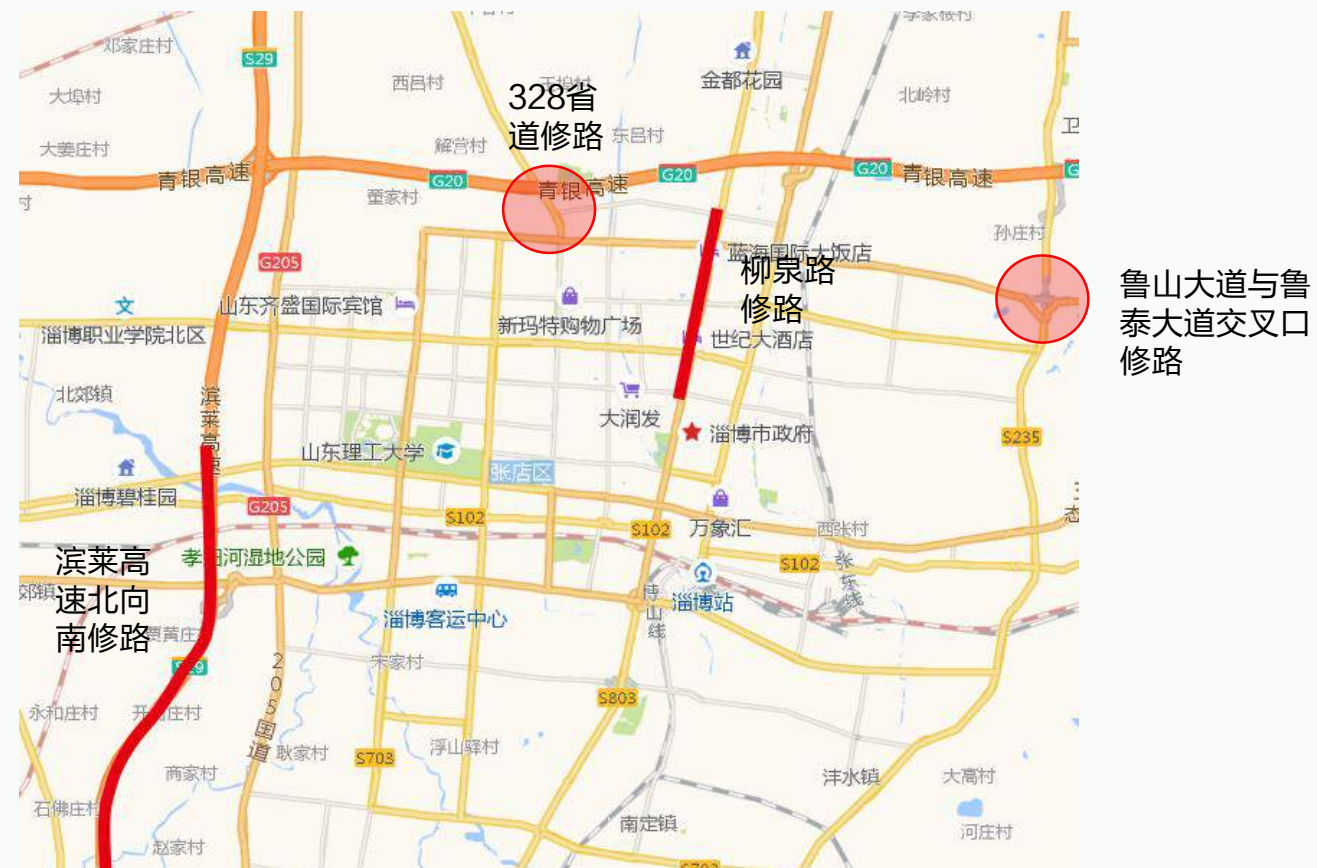 邓家庄村
S29
西吕村
金都花园
大埠村
328省
道修路
北岭村
东吕村
大姜庄村
解营村
青银高速
G20
青银高速
G20
G20
青银高速
董家村
孙庄村
蓝海国际大饭店
G205
柳泉路
修路
鲁山大道与鲁
泰大道交叉口
修路
山东齐盛国际宾馆
新玛特购物广场
文
淄博职业学院北区
世纪大酒店
北郊镇
滨莱高速
大润发
淄博市政府
S235
山东理工大学
张店区
淄博碧桂园
G205
S102
S102
万象汇
西张村
S102
张东线
滨莱高
速北向
南修路
淄博客运中心
博山线
淄博站
宋家村
205国道
S803
永和庄村
浮山驿村
耿家村
S703
商家村
沣水镇
大高村
石佛庄村
南定镇
河庄村
赵家村